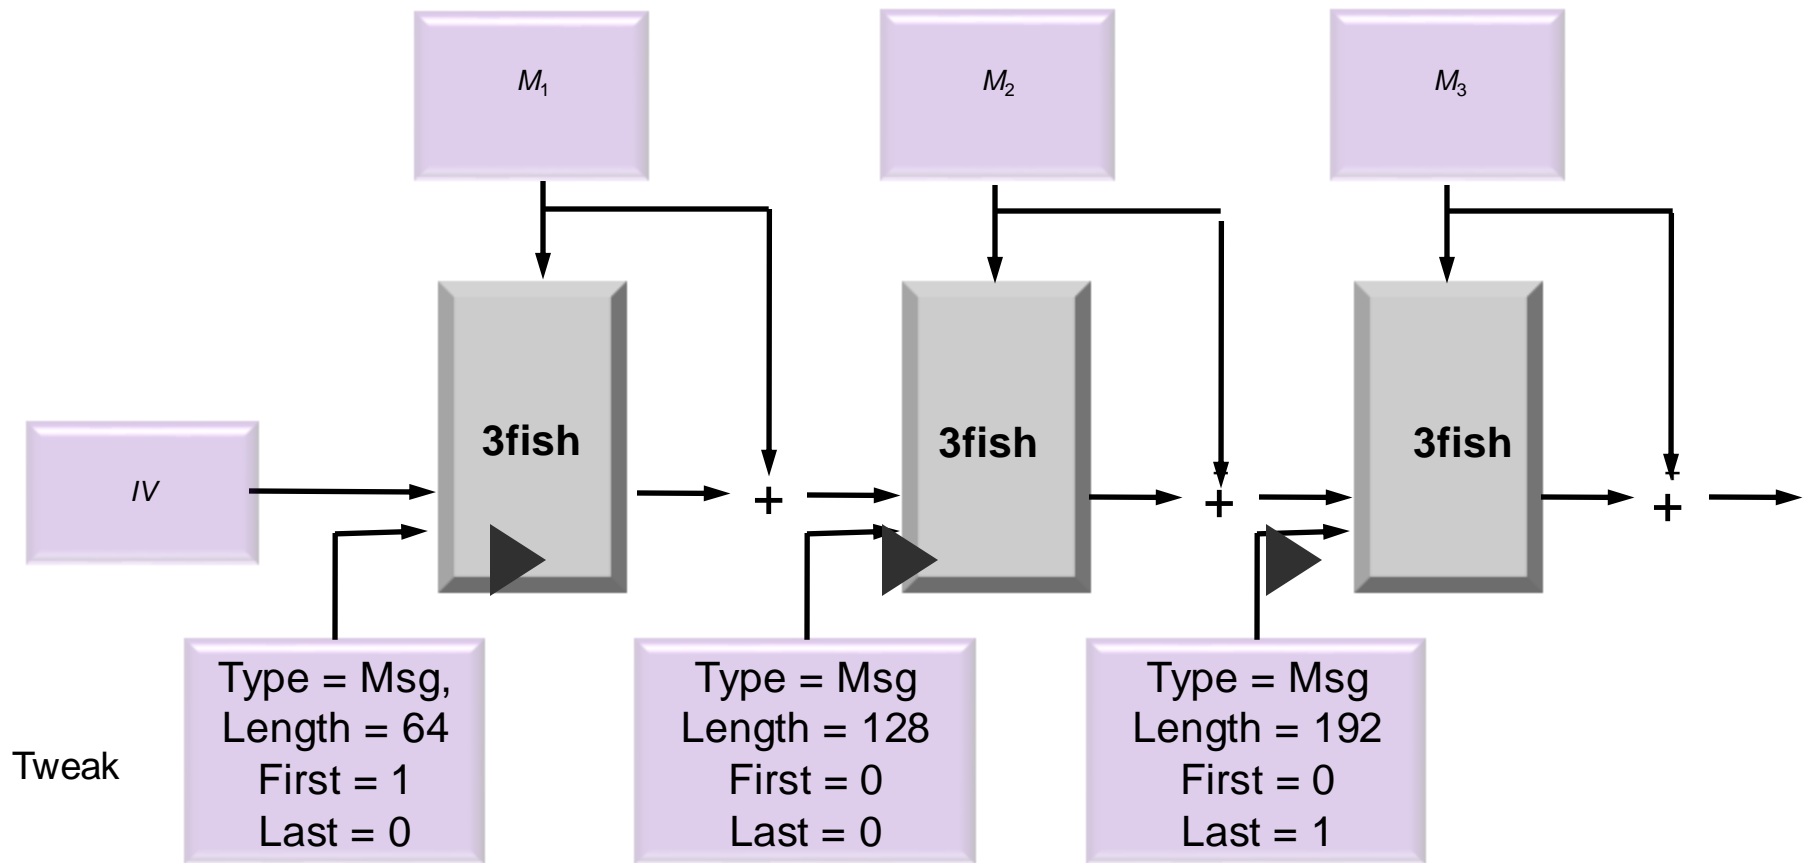 M₁
M₂
M₃
3fish
3fish
3fish
IV
+
+
+
Type = Msg,
Length = 64
First = 1
Last = 0
Type = Msg
Length = 128
First = 0
Last = 0
Type = Msg
Length = 192
First = 0
Last = 1
Tweak